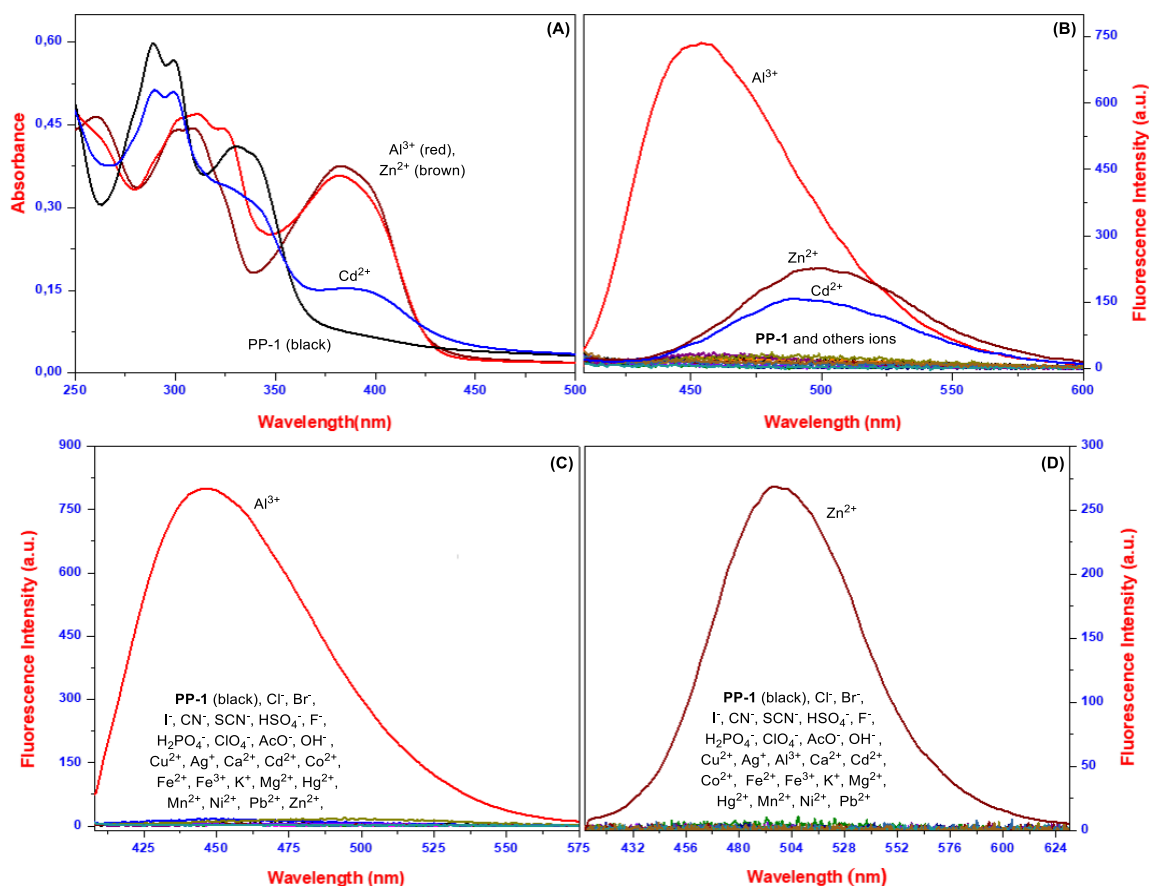 (A)
0,60
0,45
0,30
0,15
0,00
Absorbance
Al³⁺ (red),
Zn²⁺ (brown)
Cd²⁺
PP-1 (black)
250 300 350 400 450 500
Wavelength(nm)
(B)
750
600
450
300
150
0
Fluorescence Intensity (a.u.)
Al³⁺
Zn²⁺
Cd²⁺
PP-1 and others ions
450 500 550 600
Wavelength (nm)
(C)
900
750
600
450
300
150
0
Fluorescence Intensity (a.u.)
Al³⁺
PP-1 (black), Cl⁻, Br⁻,
I⁻, CN⁻, SCN⁻, HSO₄⁻, F⁻,
H₂PO₄⁻, ClO₄⁻, AcO⁻, OH⁻,
Cu²⁺, Ag⁺, Ca²⁺, Cd²⁺, Co²⁺,
Fe²⁺, Fe³⁺, K⁺, Mg²⁺, Hg²⁺,
Mn²⁺, Ni²⁺, Pb²⁺, Zn²⁺,
425 450 475 500 525 550 575
Wavelength (nm)
(D)
300
250
200
150
100
50
0
Fluorescence Intensity (a.u.)
Zn²⁺
PP-1 (black), Cl⁻, Br⁻,
I⁻, CN⁻, SCN⁻, HSO₄⁻, F⁻,
H₂PO₄⁻, ClO₄⁻, AcO⁻, OH⁻,
Cu²⁺, Ag⁺, Al³⁺, Ca²⁺, Cd²⁺,
Co²⁺, Fe²⁺, Fe³⁺, K⁺, Mg²⁺,
Hg²⁺, Mn²⁺, Ni²⁺, Pb²⁺
432 456 480 504 528 552 576 600 624
Wavelength (nm)